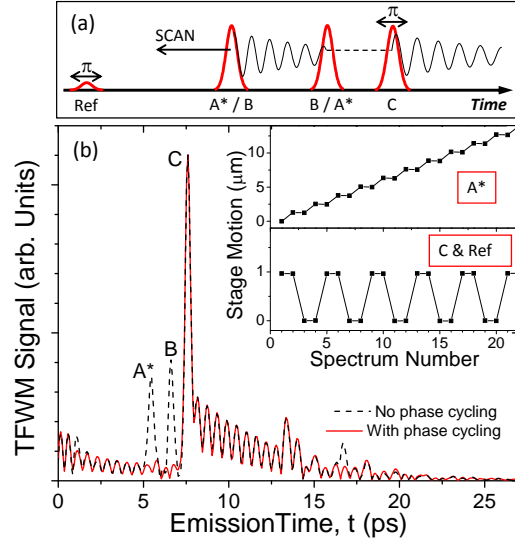 (a)
SCAN
π
π
Ref
A* / B
B / A*
C
Time
(b)
C
A*
B
TFWM Signal (arb. Units)
Stage Motion (μm)
10
5
0
A*
1
0
C & Ref
0 5 10 15 20
Spectrum Number
No phase cycling
With phase cycling
0 5 10 15 20 25
EmissionTime, t (ps)